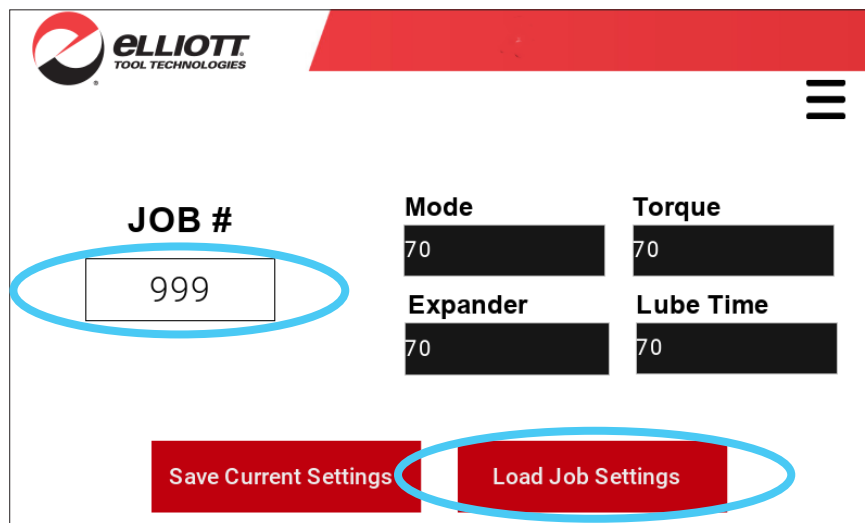 eLLIOTT
TOOL TECHNOLOGIES
®
JOB #
999
Mode
70
Torque
70
Expander
70
Lube Time
70
Save Current Settings
Load Job Settings